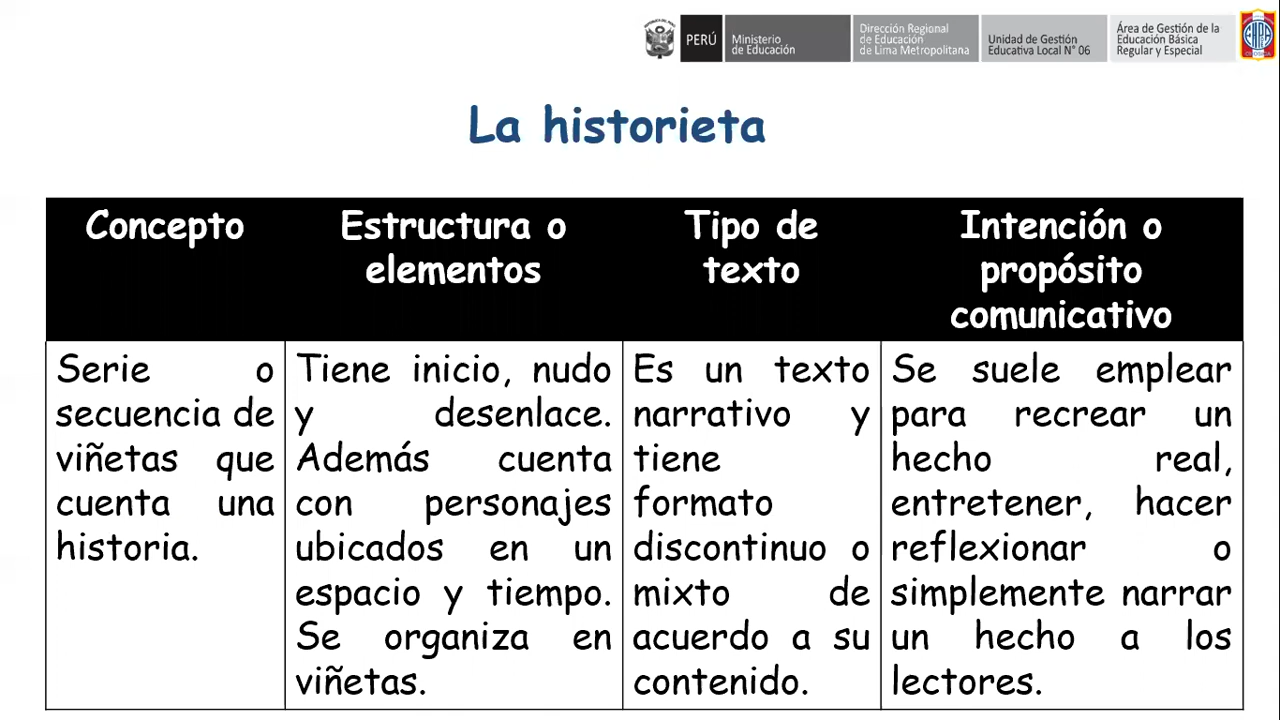 PERÚ
Ministerio
de Educación
Dirección Regional
de Educación
de Lima Metropolitana
Unidad de Gestión
Educativa Local N° 06
Área de Gestión de la
Educación Básica
Regular y Especial
La historieta
Concepto
Estructura o
elementos
Tipo de
texto
Intención o
propósito
comunicativo
Serie o
secuencia de
viñetas que
cuenta una
historia.
Tiene inicio, nudo
y desenlace.
Además cuenta
con personajes
ubicados en un
espacio y tiempo.
Se organiza en
viñetas.
Es un texto
narrativo y
tiene
formato
discontinuo o
mixto de
acuerdo a su
contenido.
Se suele emplear
para recrear un
hecho real,
entretener, hacer
reflexionar o
simplemente narrar
un hecho a los
lectores.